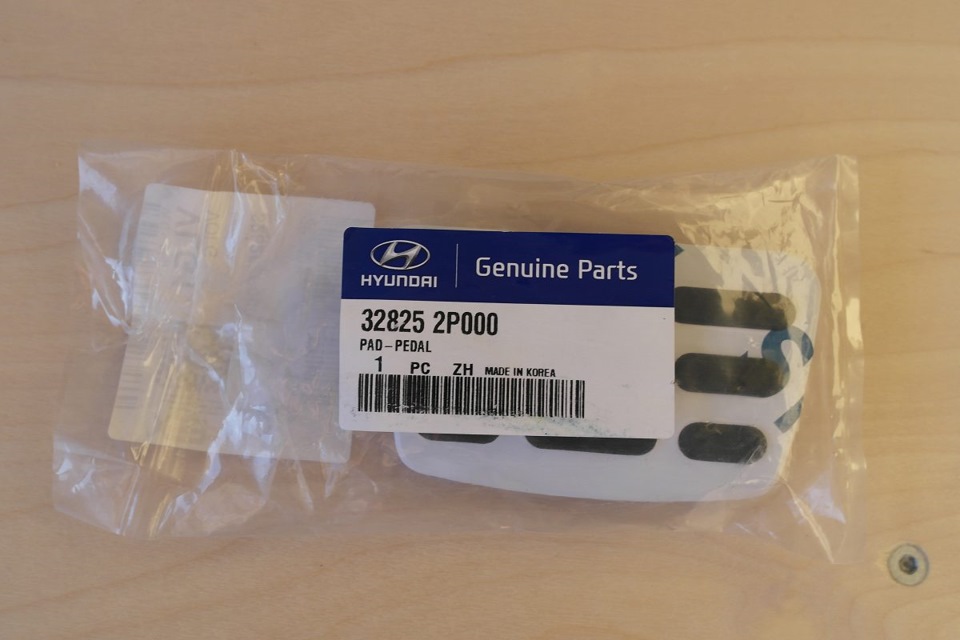 HYUNDAI
Genuine Parts
32825 2P000
PAD-PEDAL
1 PC ZH MADE IN KOREA